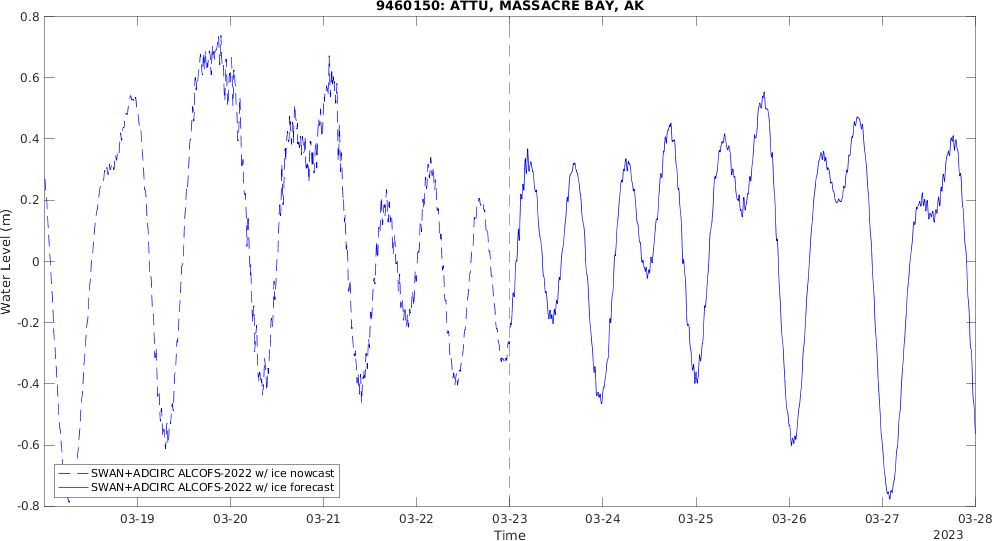 9460150: ATTU, MASSACRE BAY, AK
0.8
0.6
0.4
0.2
0
-0.2
-0.4
-0.6
-0.8
Water Level (m)
SWAN+ADCIRC ALCOFS-2022 w/ ice nowcast
SWAN+ADCIRC ALCOFS-2022 w/ ice forecast
03-19 03-20 03-21 03-22 03-23 03-24 03-25 03-26 03-27 03-28
Time
2023